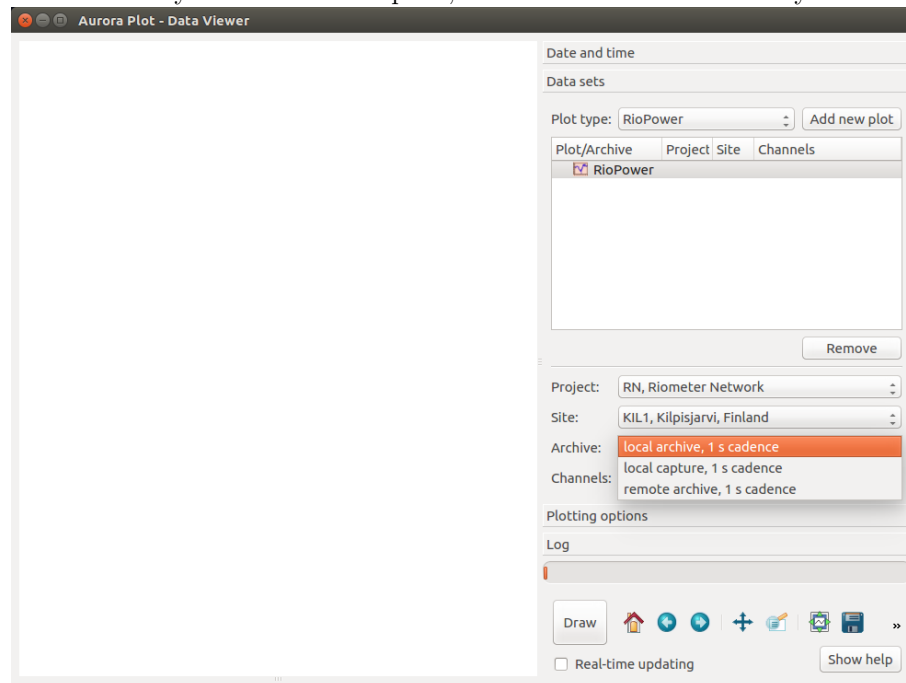 Aurora Plot - Data Viewer
Date and time
Data sets
Plot type: RioPower Add new plot
Plot/Archive Project Site Channels
RioPower
Remove
Project: RN, Riometer Network
Site: KIL1, Kilpisjarvi, Finland
Archive: local archive, 1 s cadence
local capture, 1 s cadence
Channels:
remote archive, 1 s cadence
Plotting options
Log
Draw »
Real-time updating Show help